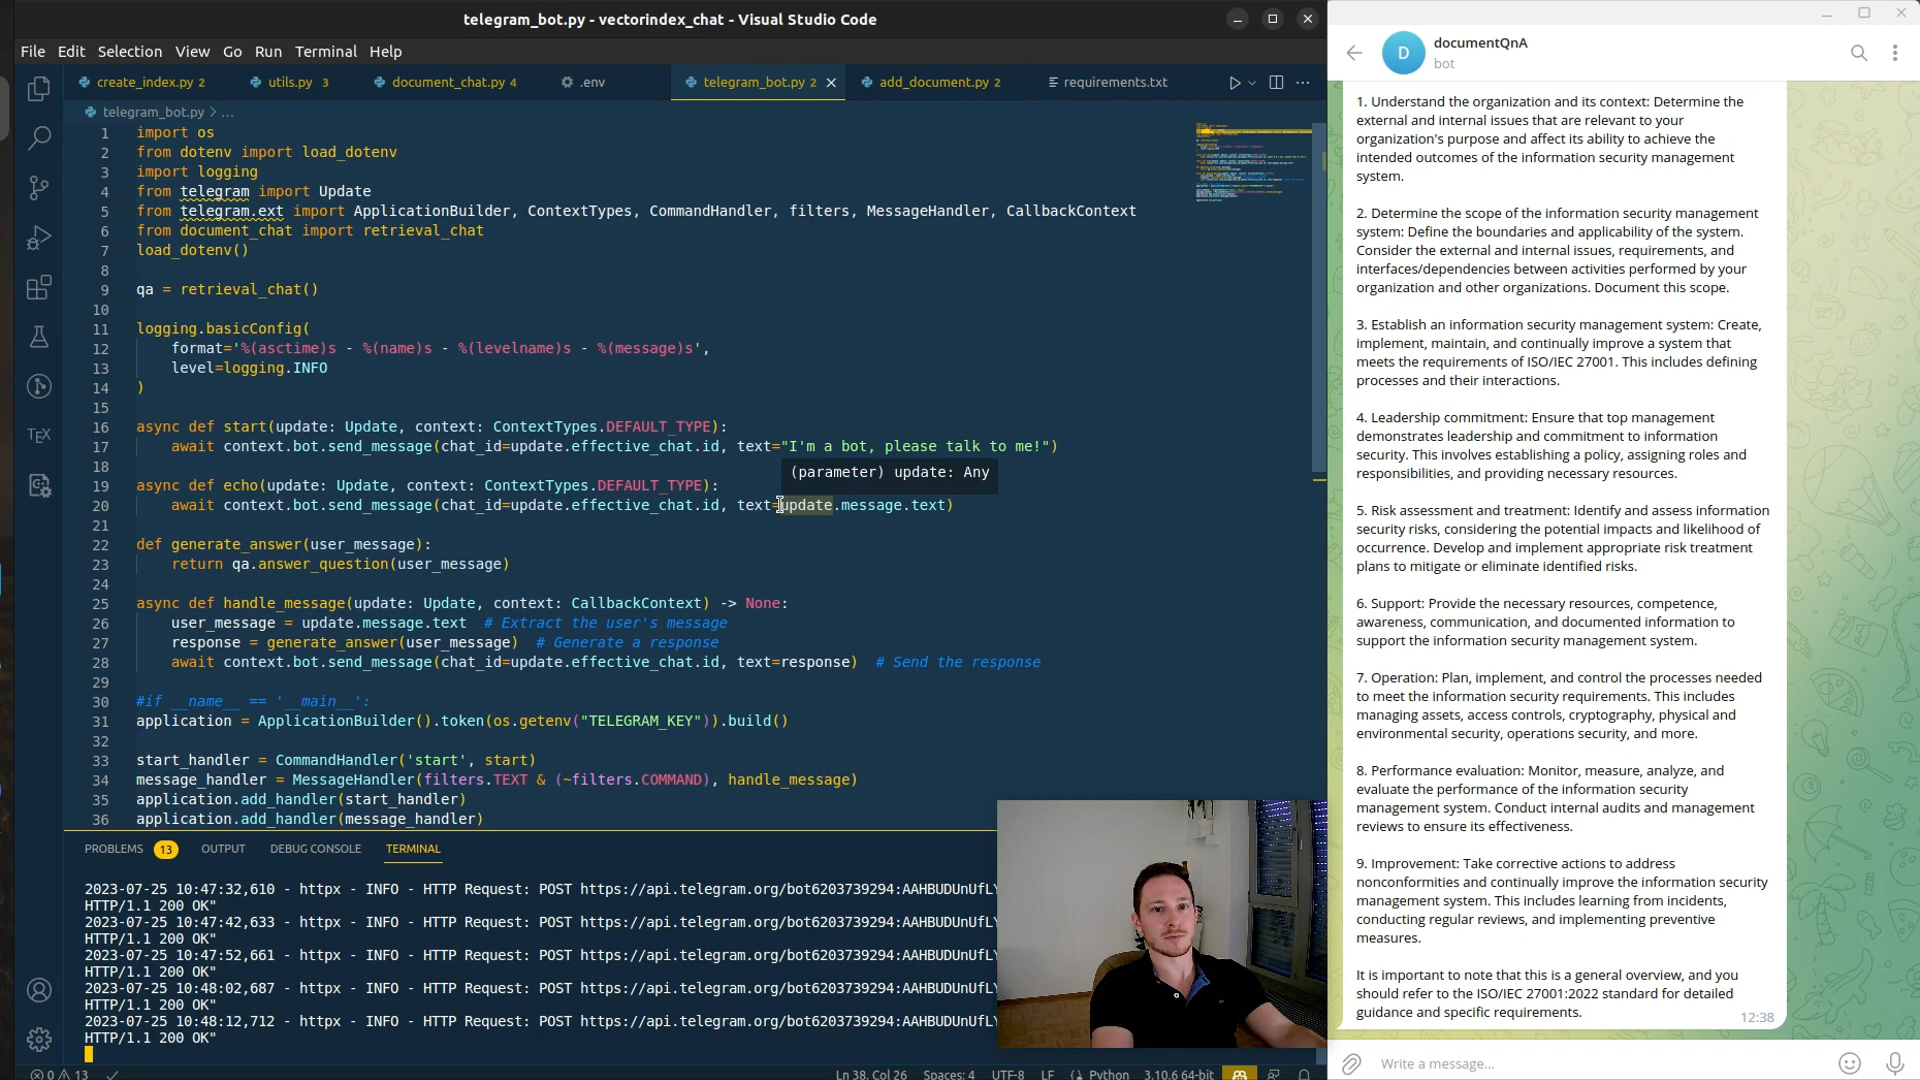 telegram_bot.py - vectorindex_chat - Visual Studio Code
File Edit Selection View Go Run Terminal Help
create_index.py 2 utils.py 3 document_chat.py 4 .env telegram_bot.py 2 add_document.py 2 requirements.txt
telegram_bot.py > ...
1 import os
2 from dotenv import load_dotenv
3 import logging
4 from telegram import Update
5 from telegram.ext import ApplicationBuilder, ContextTypes, CommandHandler, filters, MessageHandler, CallbackContext
6 from document_chat import retrieval_chat
7 load_dotenv()
8
9 qa = retrieval_chat()
10
11 logging.basicConfig(
12 format='%(asctime)s - %(name)s - %(levelname)s - %(message)s',
13 level=logging.INFO
14 )
15
16 async def start(update: Update, context: ContextTypes.DEFAULT_TYPE):
17 await context.bot.send_message(chat_id=update.effective_chat.id, text="I'm a bot, please talk to me!")
18 (parameter) update: Any
19 async def echo(update: Update, context: ContextTypes.DEFAULT_TYPE):
20 await context.bot.send_message(chat_id=update.effective_chat.id, text=update.message.text)
21
22 def generate_answer(user_message):
23 return qa.answer_question(user_message)
24
25 async def handle_message(update: Update, context: CallbackContext) -> None:
26 user_message = update.message.text # Extract the user's message
27 response = generate_answer(user_message) # Generate a response
28 await context.bot.send_message(chat_id=update.effective_chat.id, text=response) # Send the response
29
30 #if __name__ == '__main__':
31 application = ApplicationBuilder().token(os.getenv("TELEGRAM_KEY")).build()
32
33 start_handler = CommandHandler('start', start)
34 message_handler = MessageHandler(filters.TEXT & (~filters.COMMAND), handle_message)
35 application.add_handler(start_handler)
36 application.add_handler(message_handler)
PROBLEMS 13 OUTPUT DEBUG CONSOLE TERMINAL
2023-07-25 10:47:32,610 - httpx - INFO - HTTP Request: POST https://api.telegram.org/bot6203739294:AAHBUDUnUfLY
HTTP/1.1 200 OK"
2023-07-25 10:47:42,633 - httpx - INFO - HTTP Request: POST https://api.telegram.org/bot6203739294:AAHBUDUnUfLY
HTTP/1.1 200 OK"
2023-07-25 10:47:52,661 - httpx - INFO - HTTP Request: POST https://api.telegram.org/bot6203739294:AAHBUDUnUfLY
HTTP/1.1 200 OK"
2023-07-25 10:48:02,687 - httpx - INFO - HTTP Request: POST https://api.telegram.org/bot6203739294:AAHBUDUnUfLY
HTTP/1.1 200 OK"
2023-07-25 10:48:12,712 - httpx - INFO - HTTP Request: POST https://api.telegram.org/bot6203739294:AAHBUDUnUfLY
HTTP/1.1 200 OK"
0 13 Ln 38, Col 26 Spaces: 4 UTF-8 LF Python 3.10.6 64-bit
D documentQnA
bot
1. Understand the organization and its context: Determine the
external and internal issues that are relevant to your
organization's purpose and affect its ability to achieve the
intended outcomes of the information security management
system.
2. Determine the scope of the information security management
system: Define the boundaries and applicability of the system.
Consider the external and internal issues, requirements, and
interfaces/dependencies between activities performed by your
organization and other organizations. Document this scope.
3. Establish an information security management system: Create,
implement, maintain, and continually improve a system that
meets the requirements of ISO/IEC 27001. This includes defining
processes and their interactions.
4. Leadership commitment: Ensure that top management
demonstrates leadership and commitment to information
security. This involves establishing a policy, assigning roles and
responsibilities, and providing necessary resources.
5. Risk assessment and treatment: Identify and assess information
security risks, considering the potential impacts and likelihood of
occurrence. Develop and implement appropriate risk treatment
plans to mitigate or eliminate identified risks.
6. Support: Provide the necessary resources, competence,
awareness, communication, and documented information to
support the information security management system.
7. Operation: Plan, implement, and control the processes needed
to meet the information security requirements. This includes
managing assets, access controls, cryptography, physical and
environmental security, operations security, and more.
8. Performance evaluation: Monitor, measure, analyze, and
evaluate the performance of the information security
management system. Conduct internal audits and management
reviews to ensure its effectiveness.
9. Improvement: Take corrective actions to address
nonconformities and continually improve the information security
management system. This includes learning from incidents,
conducting regular reviews, and implementing preventive
measures.
It is important to note that this is a general overview, and you
should refer to the ISO/IEC 27001:2022 standard for detailed
guidance and specific requirements.
12:38
Write a message...